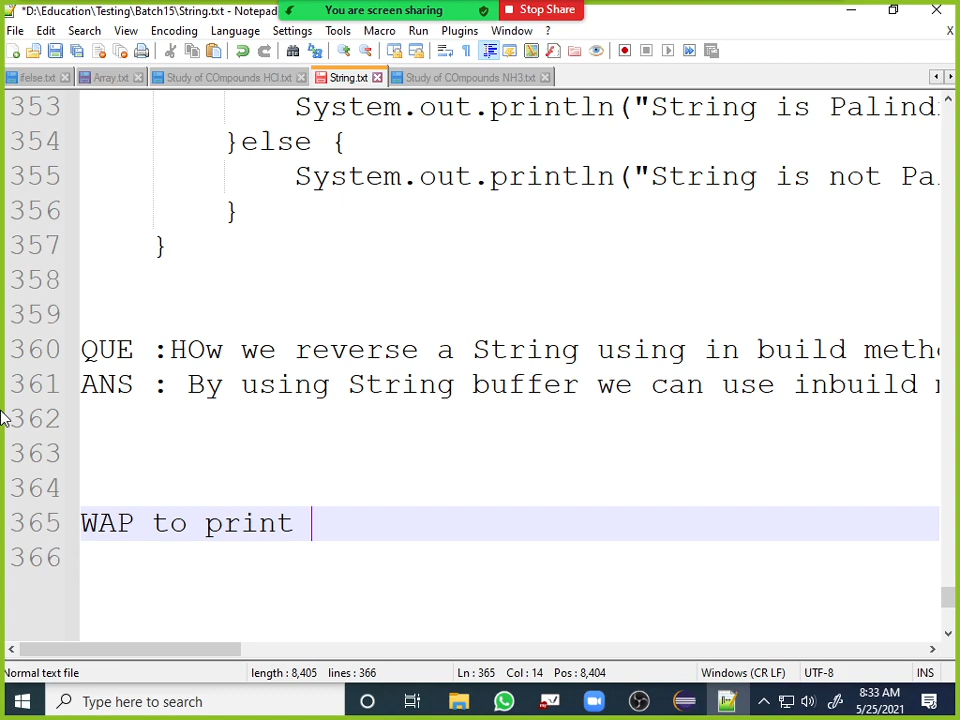 *D:\Education\Testing\Batch15\String.txt - Notepad
You are screen sharing
Stop Share
File Edit Search View Encoding Language Settings Tools Macro Run Plugins Window ? X
ifelse.txt Array.txt Study of COmpounds HCl.txt String.txt Study of COmpounds NH3.txt
353 System.out.println("String is Palind
354 }else {
355 System.out.println("String is not Pa
356 }
357 }
358
359
360 QUE :HOw we reverse a String using in build meth
361 ANS : By using String buffer we can use inbuild
362
363
364
365 WAP to print
366
Normal text file length : 8,405 lines : 366 Ln : 365 Col : 14 Pos : 8,404 Windows (CR LF) UTF-8 INS
Type here to search
8:33 AM
5/25/2021